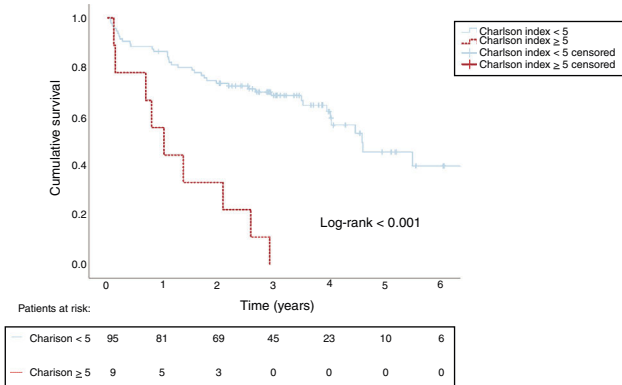 1.0
0.8
0.6
0.4
0.2
0.0
Cumulative survival
Charlson index < 5
Charlson index ≥ 5
Charlson index < 5 censored
Charlson index ≥ 5 censored
Log-rank < 0.001
0 1 2 3 4 5 6
Time (years)
Patients at risk:
Charison < 5 95 81 69 45 23 10 6
Charison ≥ 5 9 5 3 0 0 0 0